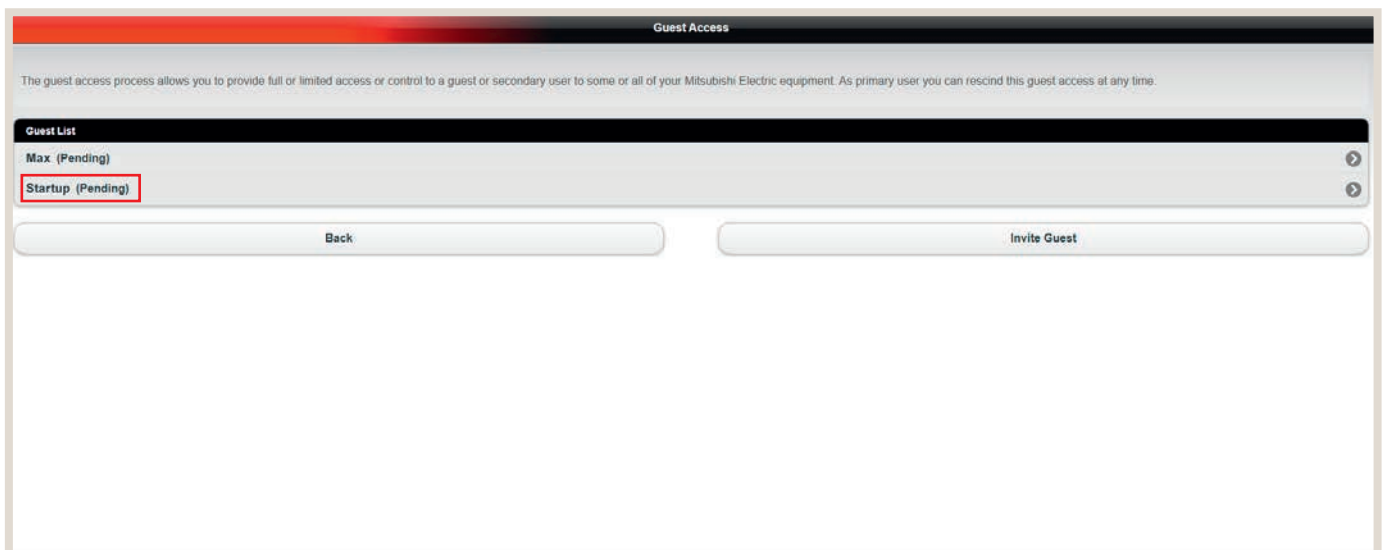 Guest Access
The guest access process allows you to provide full or limited access or control to a guest or secondary user to some or all of your Mitsubishi Electric equipment. As primary user you can rescind this guest access at any time.
Guest List
Max (Pending)
Startup (Pending)
Back
Invite Guest